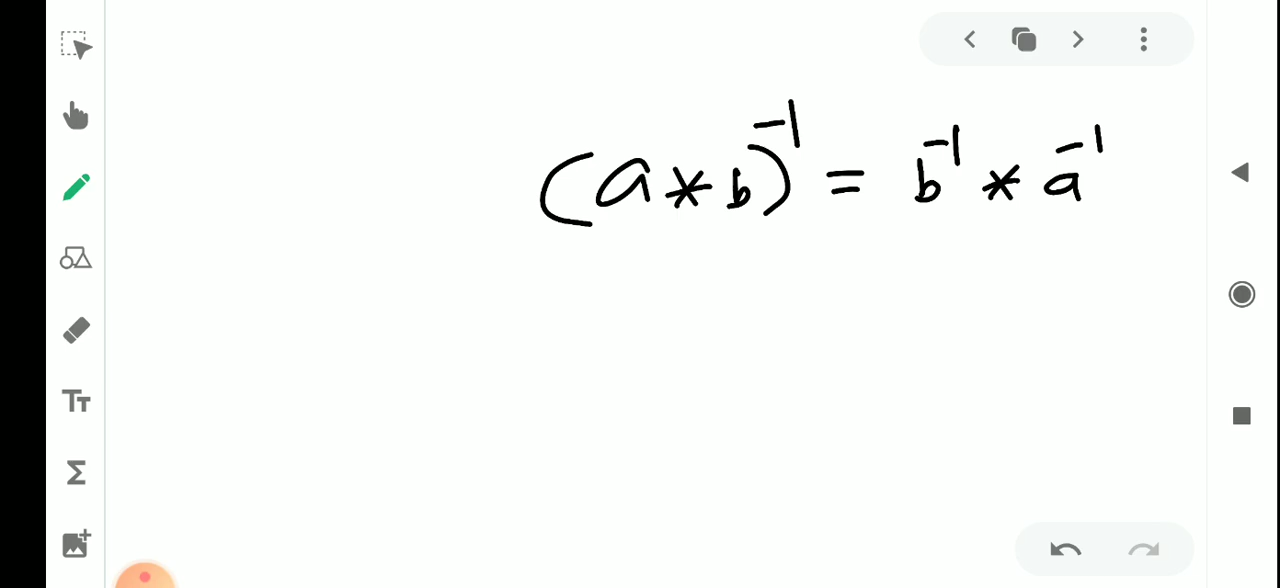 (a * b)⁻¹ = b⁻¹ * a⁻¹